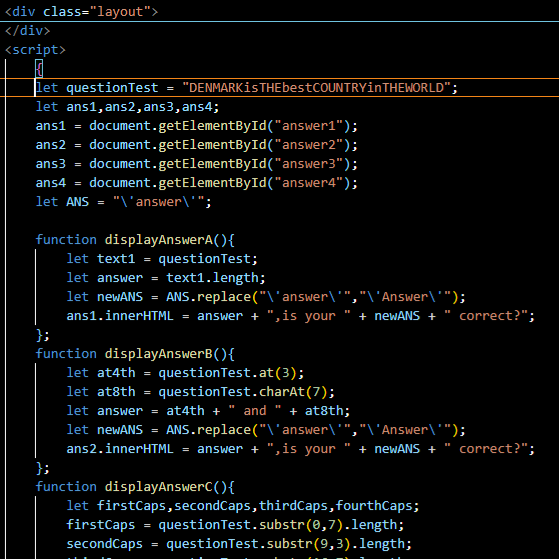 <div class="layout">
</div>
<script>
{
let questionTest = "DENMARKisTHEbestCOUNTRYinTHEWORLD";
let ans1,ans2,ans3,ans4;
ans1 = document.getElementById("answer1");
ans2 = document.getElementById("answer2");
ans3 = document.getElementById("answer3");
ans4 = document.getElementById("answer4");
let ANS = "\'answer\'";
function displayAnswerA(){
let text1 = questionTest;
let answer = text1.length;
let newANS = ANS.replace("\'answer\'","\'Answer\'");
ans1.innerHTML = answer + ",is your " + newANS + " correct?";
};
function displayAnswerB(){
let at4th = questionTest.at(3);
let at8th = questionTest.charAt(7);
let answer = at4th + " and " + at8th;
let newANS = ANS.replace("\'answer\'","\'Answer\'");
ans2.innerHTML = answer + ",is your " + newANS + " correct?";
};
function displayAnswerC(){
let firstCaps,secondCaps,thirdCaps,fourthCaps;
firstCaps = questionTest.substr(0,7).length;
secondCaps = questionTest.substr(9,3).length;